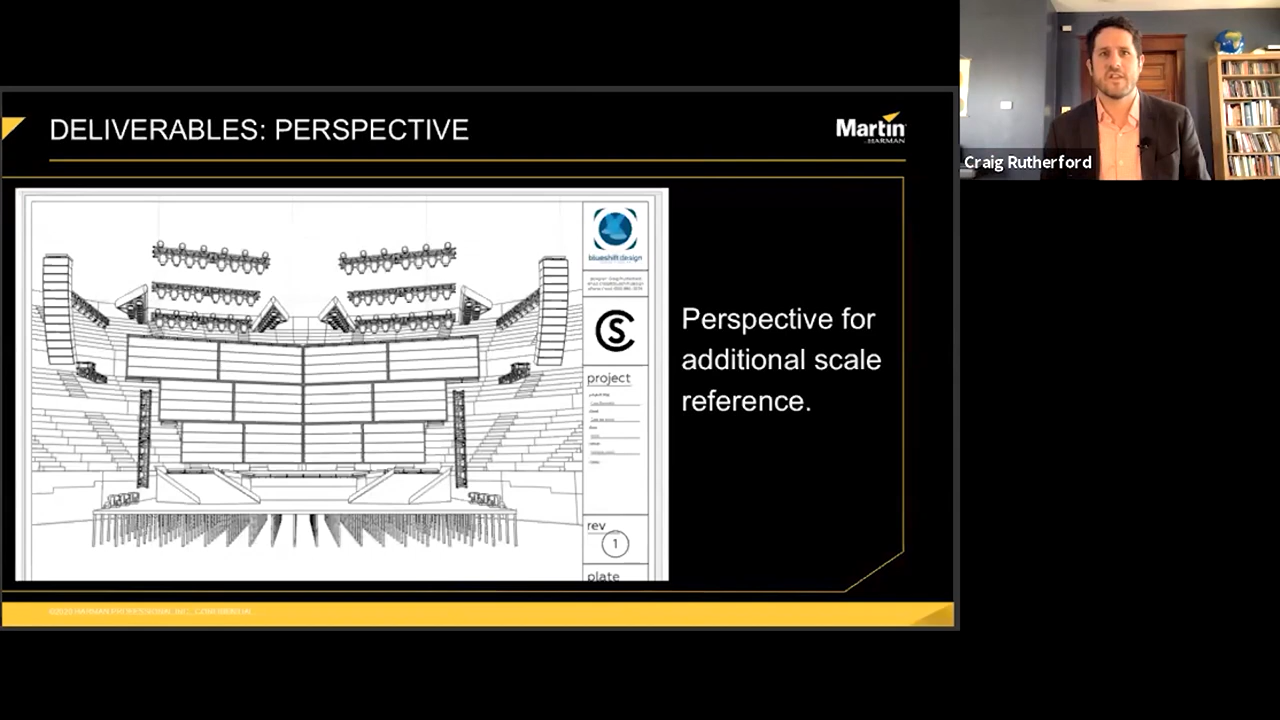 DELIVERABLES: PERSPECTIVE
Martin
HARMAN
Craig Rutherford
blueshift design
Perspective for
additional scale
reference.
project
rev
1
plate